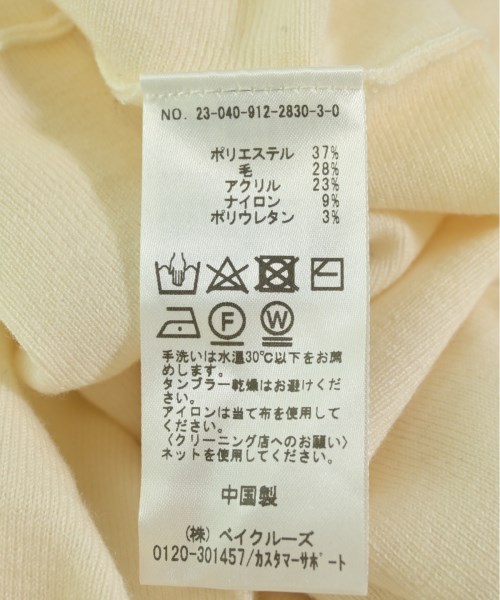 NO. 23-040-912-2830-3-0
ポリエステル 37%
毛 28%
アクリル 23%
ナイロン 9%
ポリウレタン 3%
F W
手洗いは水温30℃以下をお薦
めします。
タンブラー乾燥はお避けくだ
さい。
アイロンは当て布を使用して
ください。
〈クリーニング店へのお願い〉
ネットを使用してください。
中国製
(株) ベイクルーズ
0120-301457/カスタマーサポート